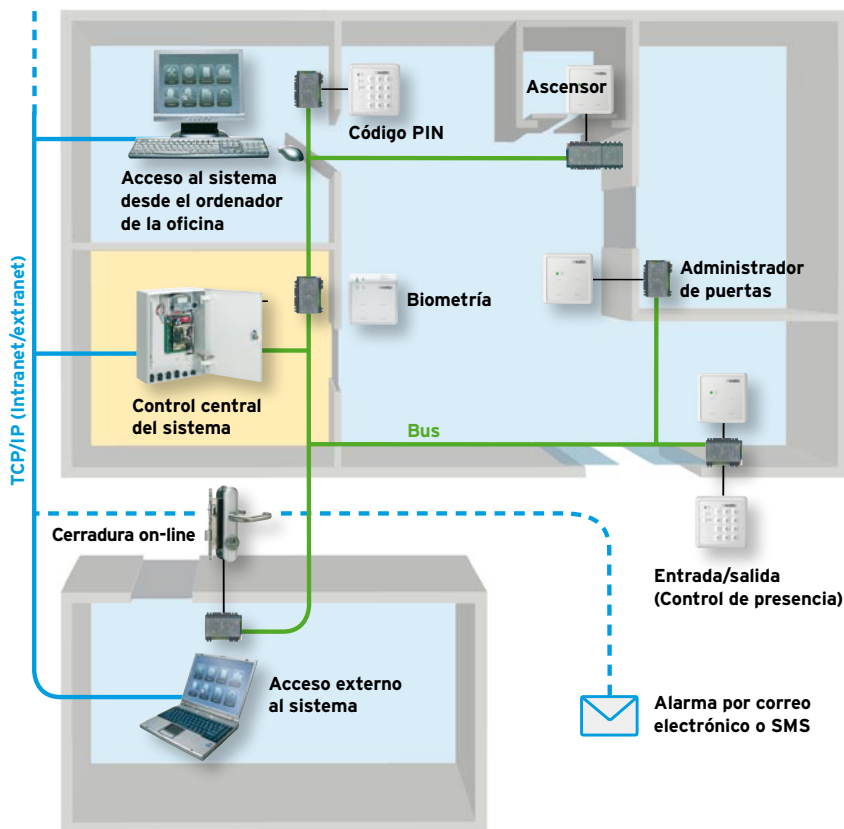 Ascensor
Código PIN
Acceso al sistema
desde el ordenador
de la oficina
Administrador
de puertas
Biometría
Control central
del sistema
Bus
TCP/IP (Intranet/extranet)
Cerradura on-line
Entrada/salida
(Control de presencia)
Acceso externo
al sistema
Alarma por correo
electrónico o SMS